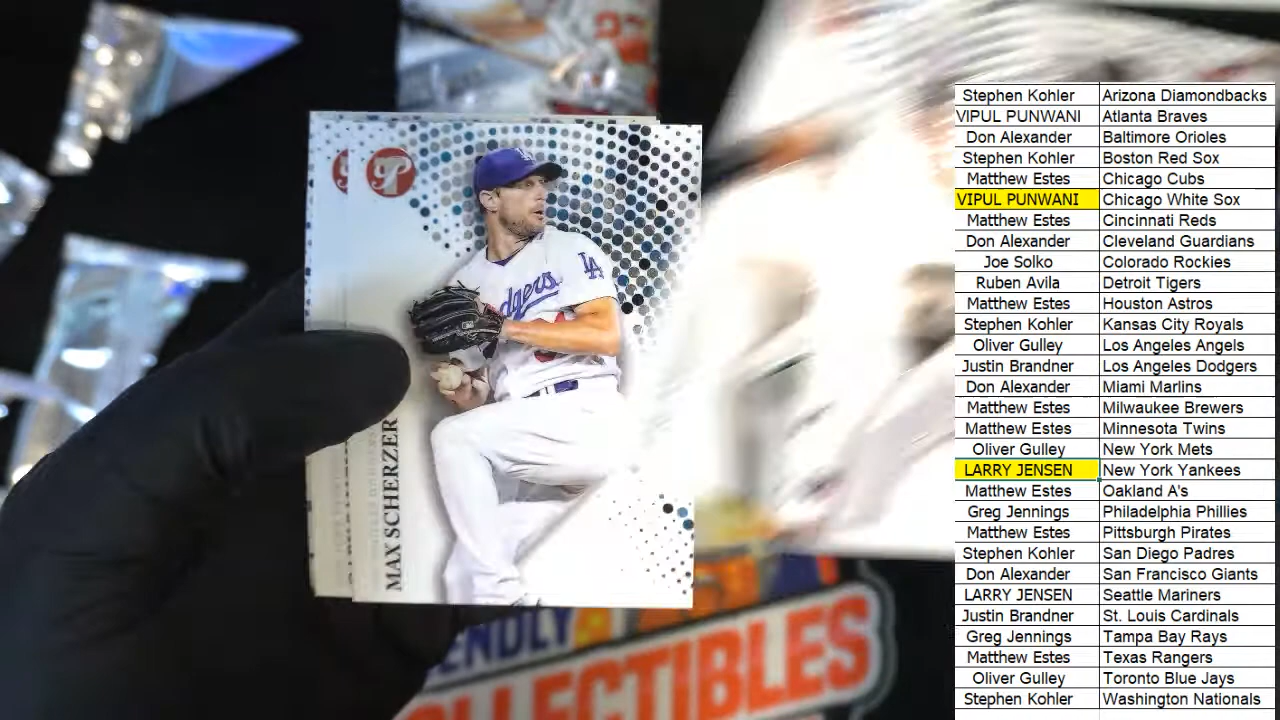 LA
dgers
LA
MAX SCHERZER
ENDLY
OLLECTIBLES
Stephen Kohler Arizona Diamondbacks
VIPUL PUNWANI Atlanta Braves
Don Alexander Baltimore Orioles
Stephen Kohler Boston Red Sox
Matthew Estes Chicago Cubs
VIPUL PUNWANI Chicago White Sox
Matthew Estes Cincinnati Reds
Don Alexander Cleveland Guardians
Joe Solko Colorado Rockies
Ruben Avila Detroit Tigers
Matthew Estes Houston Astros
Stephen Kohler Kansas City Royals
Oliver Gulley Los Angeles Angels
Justin Brandner Los Angeles Dodgers
Don Alexander Miami Marlins
Matthew Estes Milwaukee Brewers
Matthew Estes Minnesota Twins
Oliver Gulley New York Mets
LARRY JENSEN New York Yankees
Matthew Estes Oakland A's
Greg Jennings Philadelphia Phillies
Matthew Estes Pittsburgh Pirates
Stephen Kohler San Diego Padres
Don Alexander San Francisco Giants
LARRY JENSEN Seattle Mariners
Justin Brandner St. Louis Cardinals
Greg Jennings Tampa Bay Rays
Matthew Estes Texas Rangers
Oliver Gulley Toronto Blue Jays
Stephen Kohler Washington Nationals